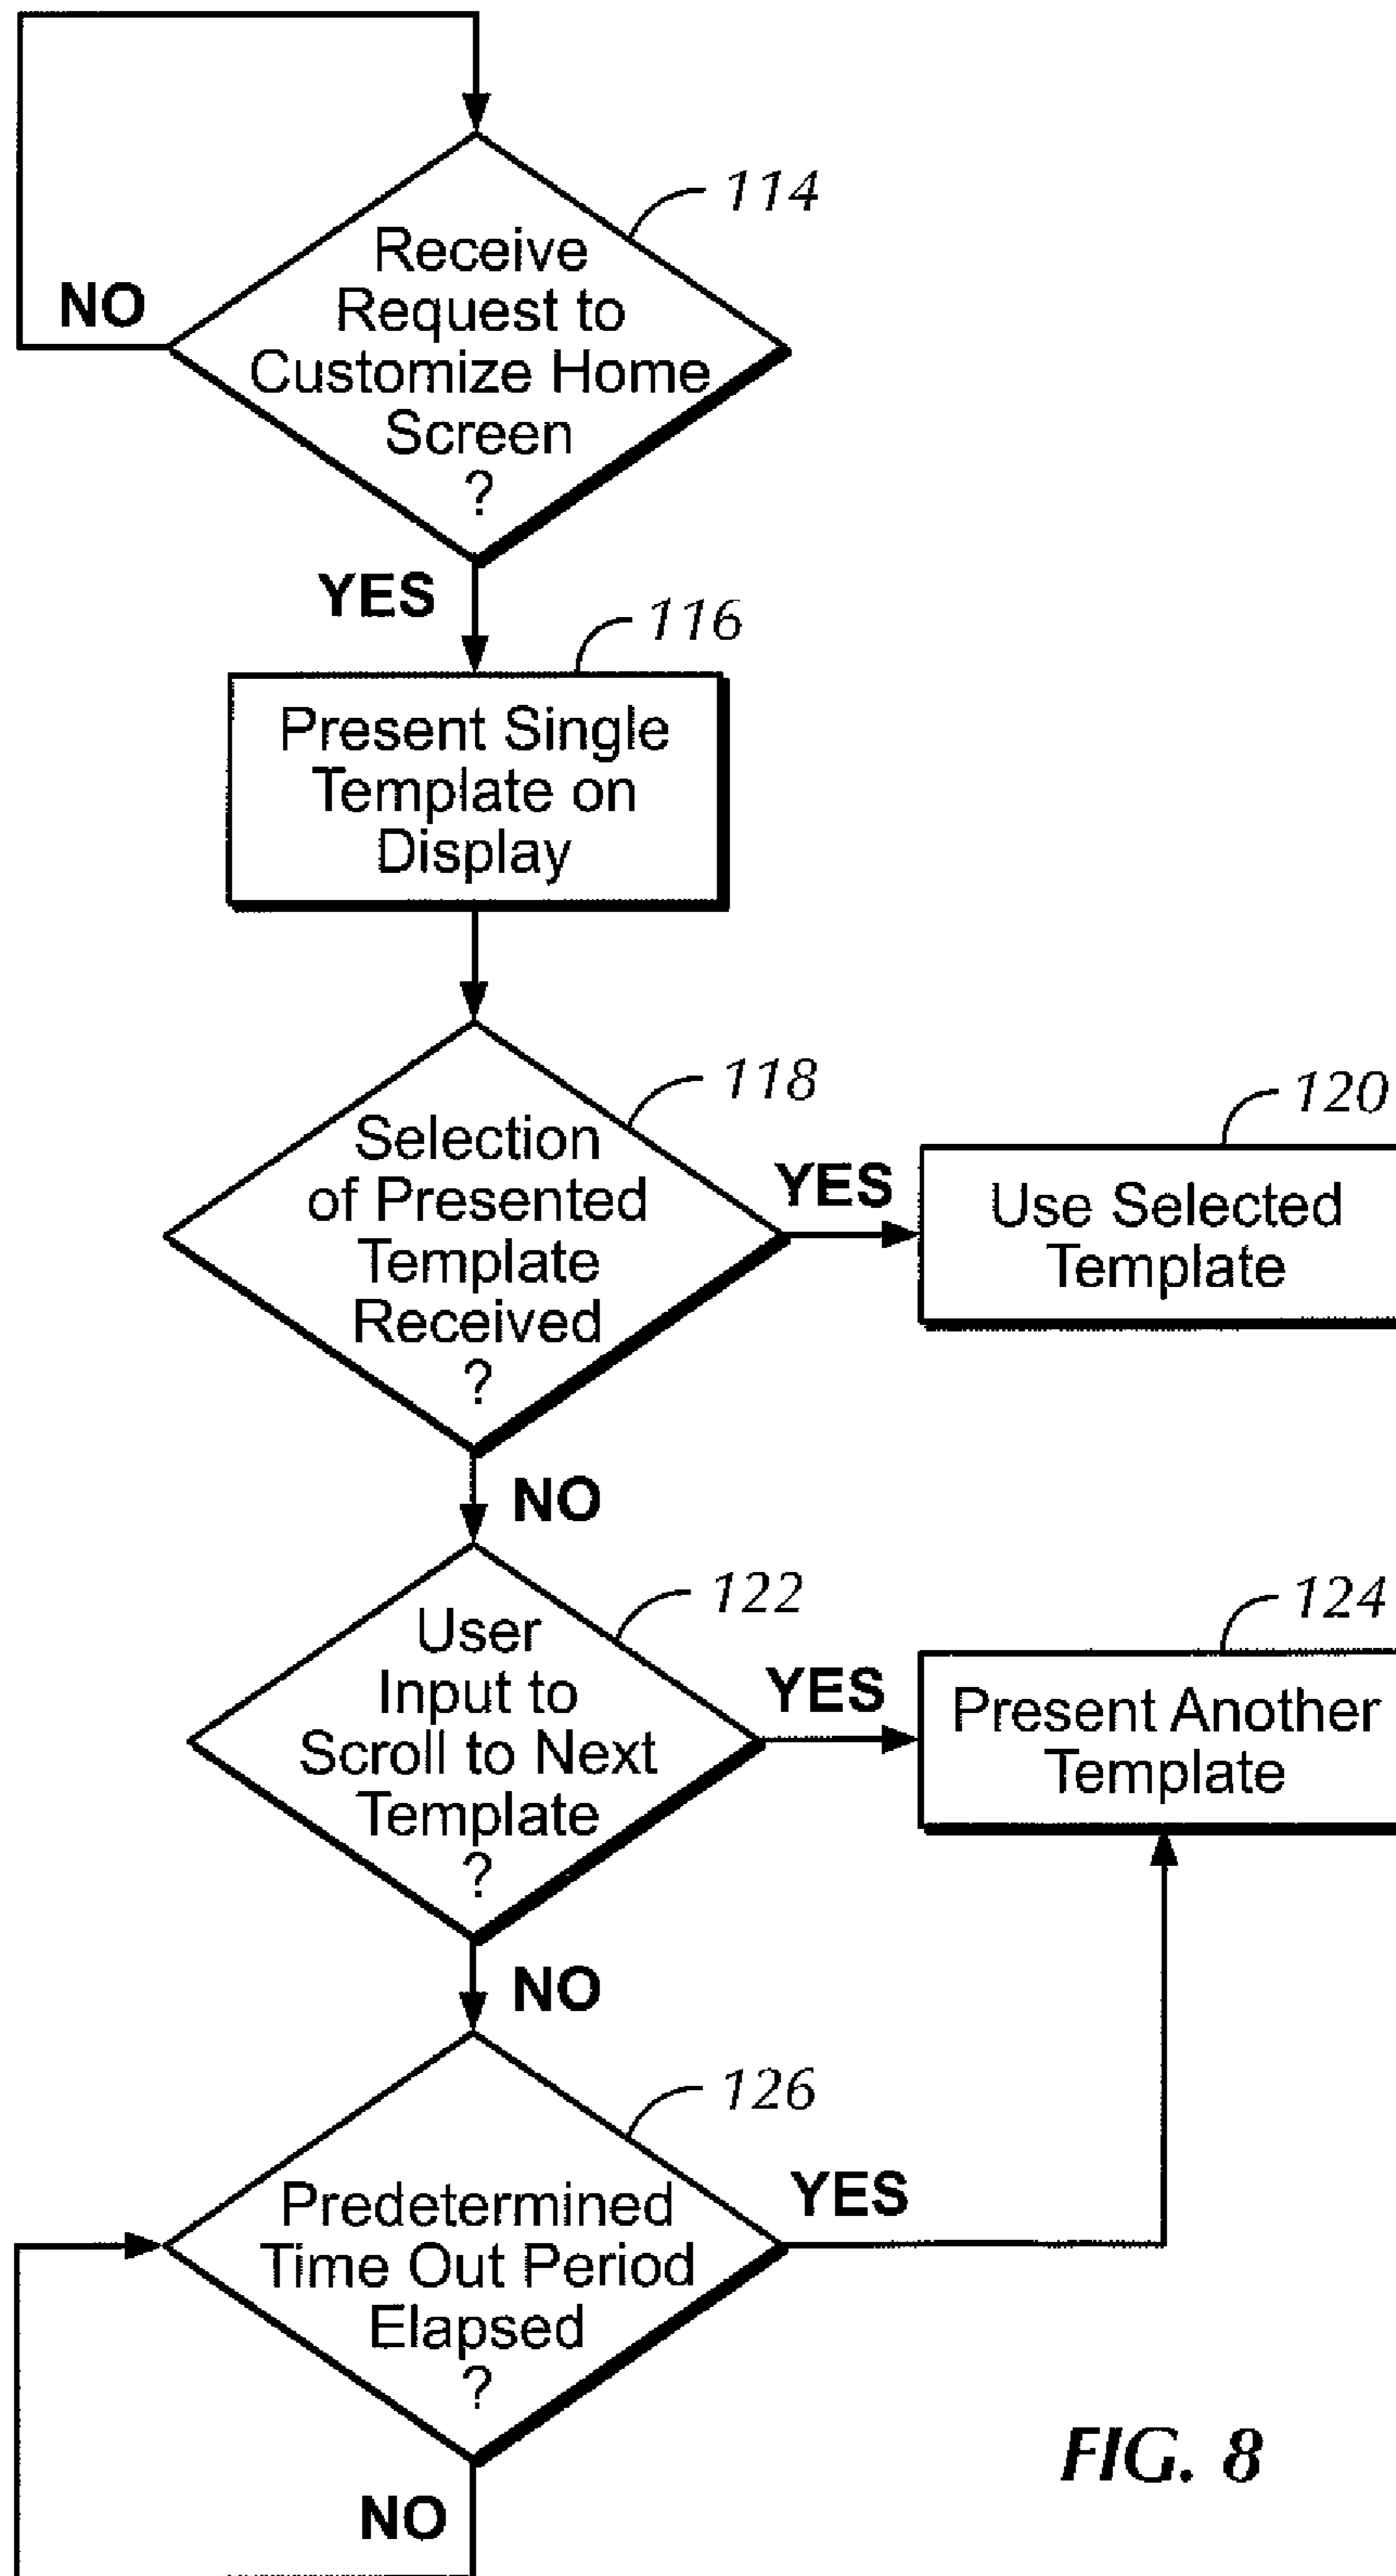 114
Receive
Request to
Customize Home
Screen
?
NO
YES
116
Present Single
Template on
Display
118
Selection
of Presented
Template
Received
?
YES
120
Use Selected
Template
NO
122
User
Input to
Scroll to Next
Template
?
YES
124
Present Another
Template
NO
126
Predetermined
Time Out Period
Elapsed
?
YES
NO
FIG. 8